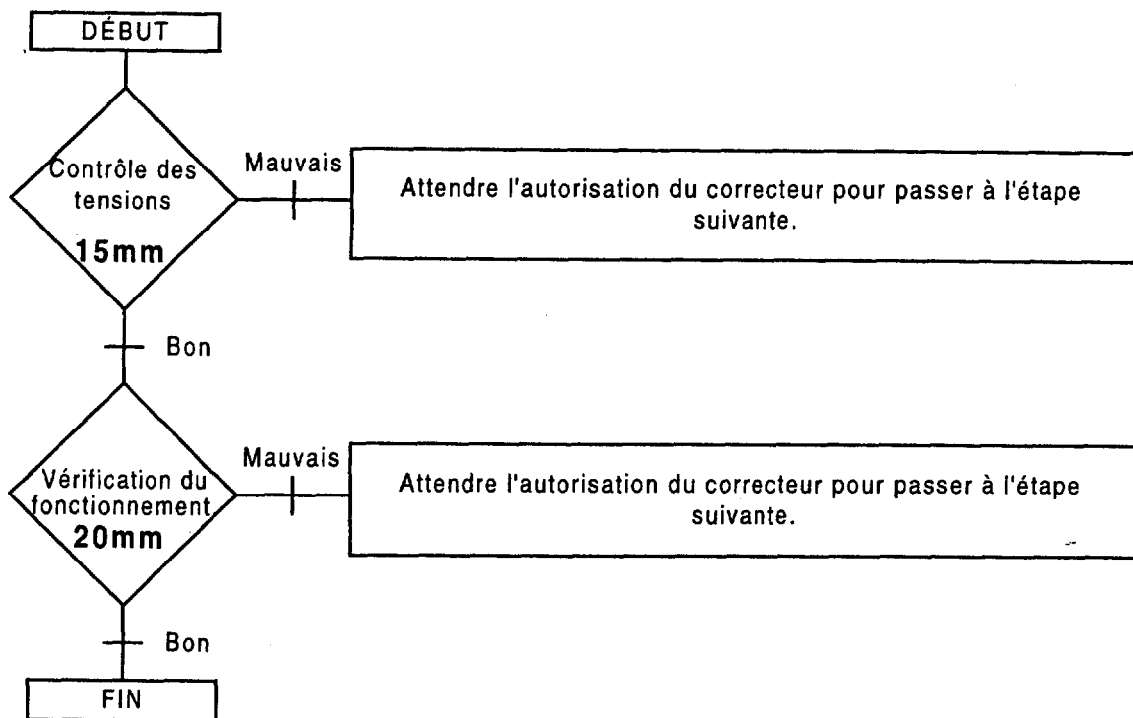 DÉBUT
Contrôle des
tensions
15mm
Mauvais
Attendre l'autorisation du correcteur pour passer à l'étape
suivante.
Bon
Vérification du
fonctionnement
20mm
Mauvais
Attendre l'autorisation du correcteur pour passer à l'étape
suivante.
Bon
FIN